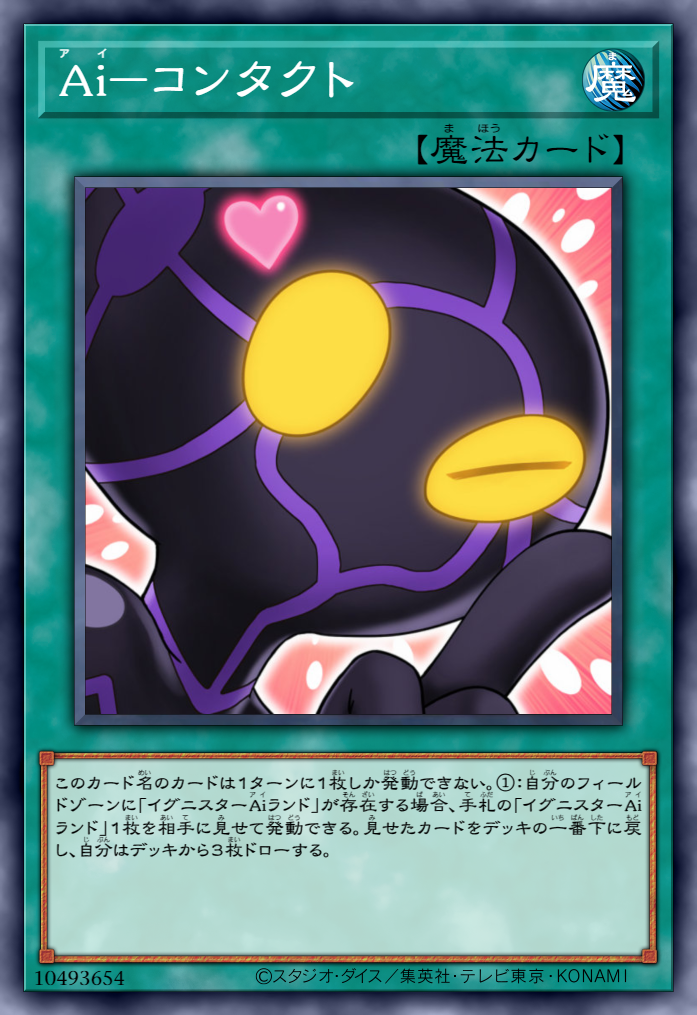 Ai－コンタクト
魔
【魔法カード】
このカード名のカードは1ターンに1枚しか発動できない。①:自分のフィール
ドゾーンに「イグニスターAiランド」が存在する場合、手札の「イグニスターAi
ランド」1枚を相手に見せて発動できる。見せたカードをデッキの一番下に戻
し、自分はデッキから3枚ドローする。
10493654 ©スタジオ・ダイス／集英社・テレビ東京・KONAMI